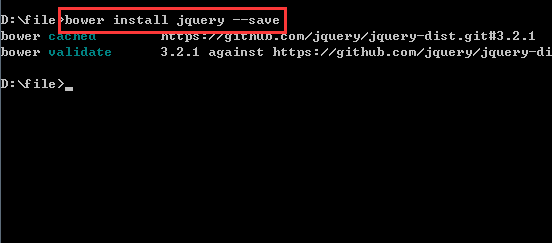 D:\file>bower install jquery --save
bower cached https://github.com/jquery/jquery-dist.git#3.2.1
bower validate 3.2.1 against https://github.com/jquery/jquery-di
D:\file>_